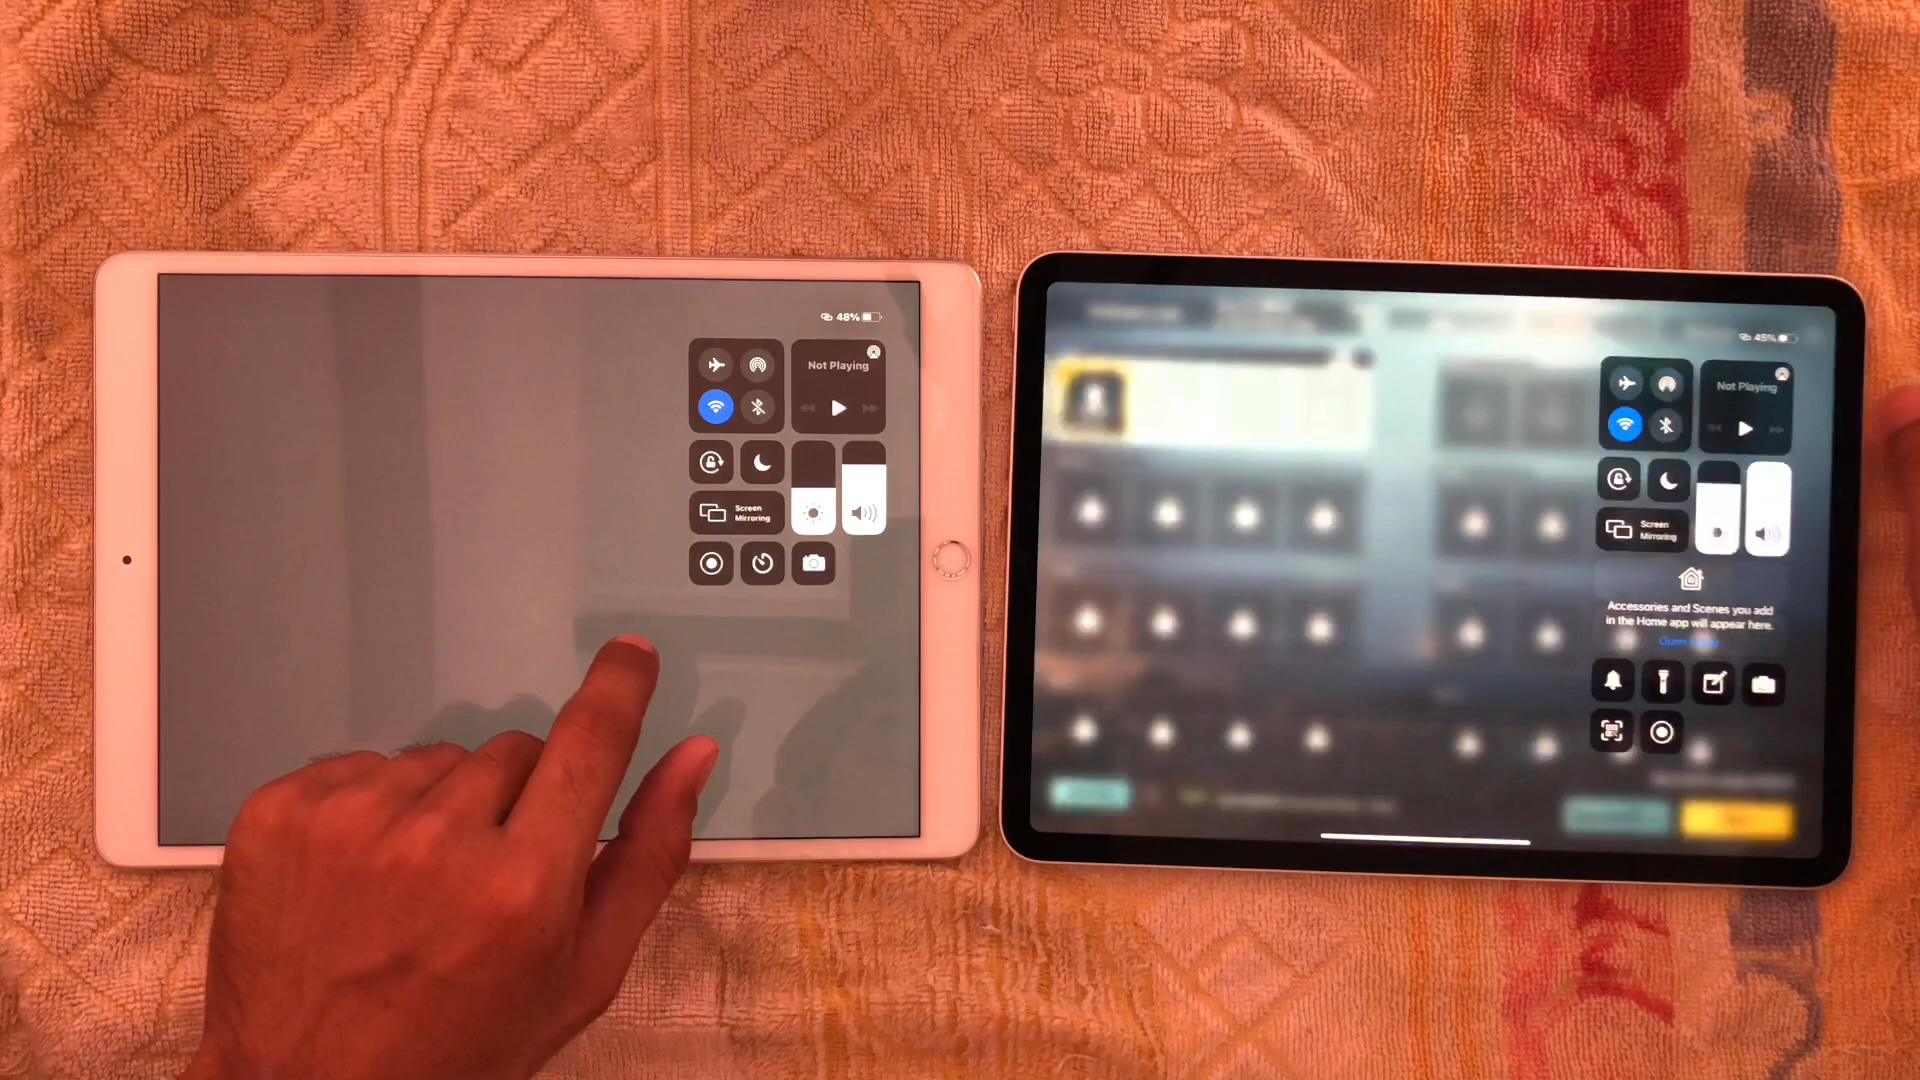 48%
Not Playing
Screen
Mirroring
45%
Not Playing
Screen
Mirroring
Accessories and Scenes you add
in the Home app will appear here.
Open